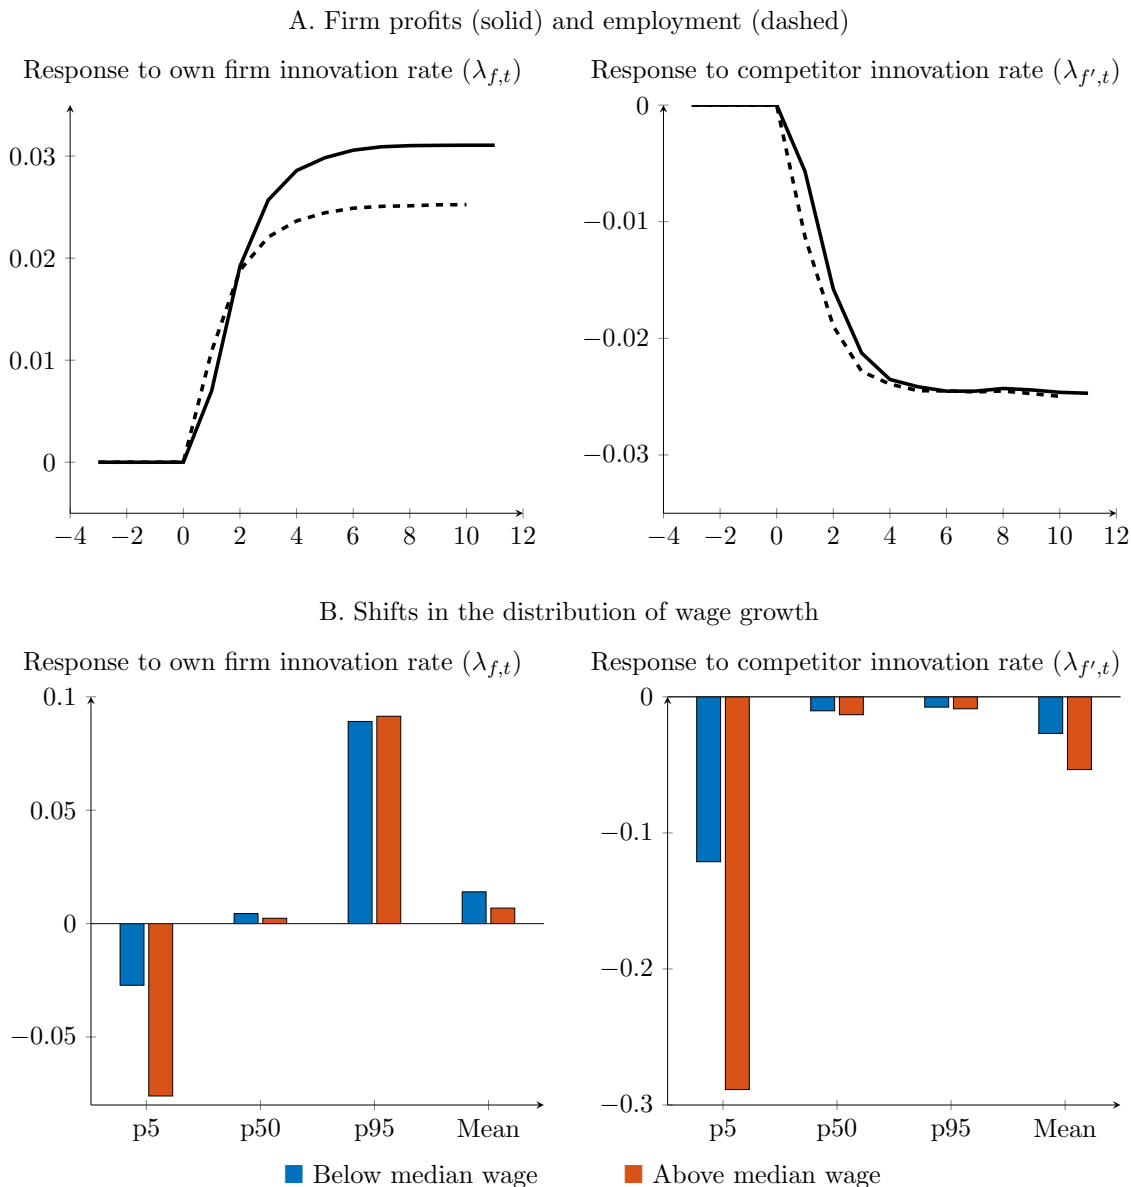 A. Firm profits (solid) and employment (dashed)
Response to own firm innovation rate (λf,t)
Response to competitor innovation rate (λf′,t)
0.03
0.02
0.01
0
−4 −2 0 2 4 6 8 10 12
0
−0.01
−0.02
−0.03
−4 −2 0 2 4 6 8 10 12
B. Shifts in the distribution of wage growth
Response to own firm innovation rate (λf,t)
Response to competitor innovation rate (λf′,t)
0.1
0.05
0
−0.05
p5 p50 p95 Mean
0
−0.1
−0.2
−0.3
p5 p50 p95 Mean
Below median wage
Above median wage